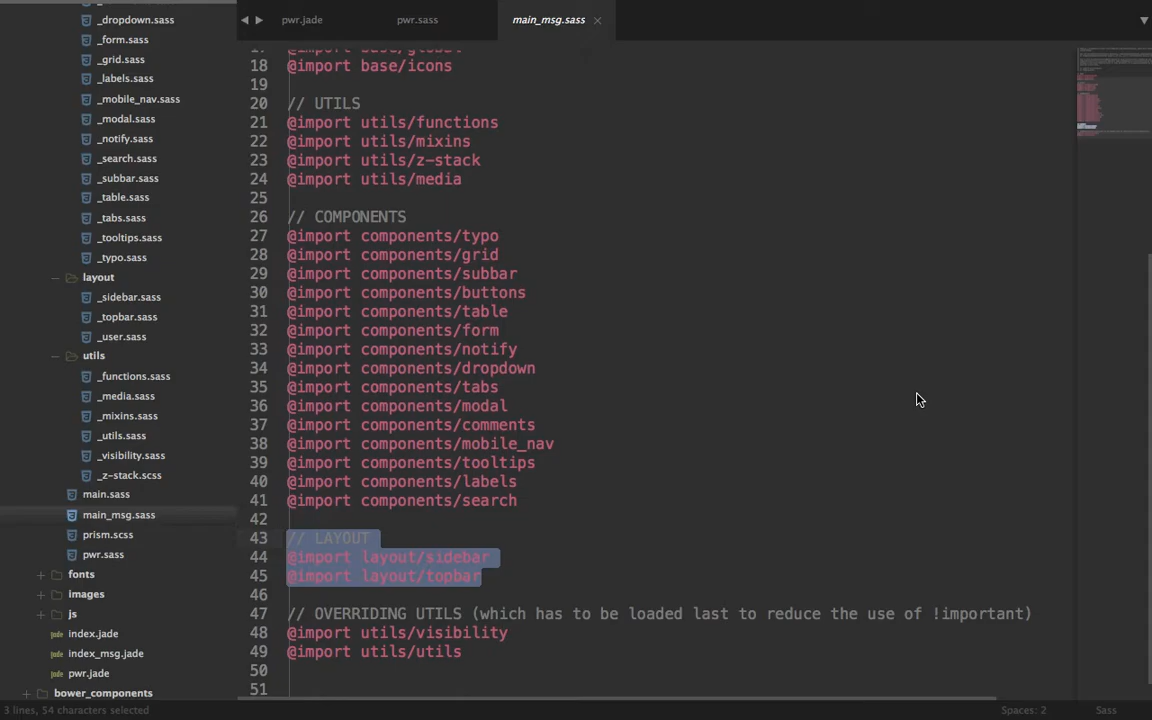 pwr.jade
pwr.sass
main_msg.sass
_dropdown.sass
_form.sass
_grid.sass
_labels.sass
_mobile_nav.sass
_modal.sass
_notify.sass
_search.sass
_subbar.sass
_table.sass
_tabs.sass
_tooltips.sass
_typo.sass
layout
_sidebar.sass
_topbar.sass
_user.sass
utils
_functions.sass
_media.sass
_mixins.sass
_utils.sass
_visibility.sass
_z-stack.scss
main.sass
main_msg.sass
prism.scss
pwr.sass
fonts
images
js
index.jade
index_msg.jade
pwr.jade
bower_components
17 @import base/global
18 @import base/icons
19
20 // UTILS
21 @import utils/functions
22 @import utils/mixins
23 @import utils/z-stack
24 @import utils/media
25
26 // COMPONENTS
27 @import components/typo
28 @import components/grid
29 @import components/subbar
30 @import components/buttons
31 @import components/table
32 @import components/form
33 @import components/notify
34 @import components/dropdown
35 @import components/tabs
36 @import components/modal
37 @import components/comments
38 @import components/mobile_nav
39 @import components/tooltips
40 @import components/labels
41 @import components/search
42
43 // LAYOUT
44 @import layout/sidebar
45 @import layout/topbar
46
47 // OVERRIDING UTILS (which has to be loaded last to reduce the use of !important)
48 @import utils/visibility
49 @import utils/utils
50
51
3 lines, 54 characters selected
Spaces: 2
Sass